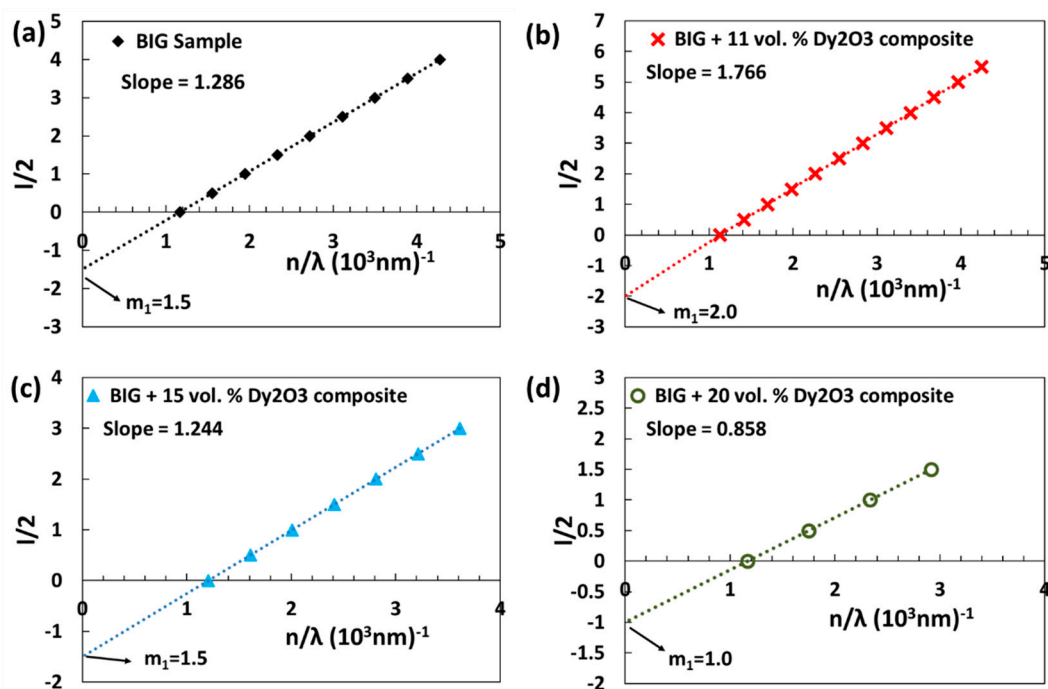 (a)
BIG Sample
Slope = 1.286
5
4
3
2
1
0
-1
-2
-3
0
1
2
3
4
5
l/2
n/λ (10³nm)⁻¹
m₁=1.5
(b)
BIG + 11 vol. % Dy2O3 composite
Slope = 1.766
7
6
5
4
3
2
1
0
-1
-2
-3
0
1
2
3
4
5
l/2
n/λ (10³nm)⁻¹
m₁=2.0
(c)
BIG + 15 vol. % Dy2O3 composite
Slope = 1.244
4
3
2
1
0
-1
-2
0
1
2
3
4
l/2
n/λ (10³nm)⁻¹
m₁=1.5
(d)
BIG + 20 vol. % Dy2O3 composite
Slope = 0.858
3
2.5
2
1.5
1
0.5
0
-0.5
-1
-1.5
-2
0
1
2
3
4
l/2
n/λ (10³nm)⁻¹
m₁=1.0